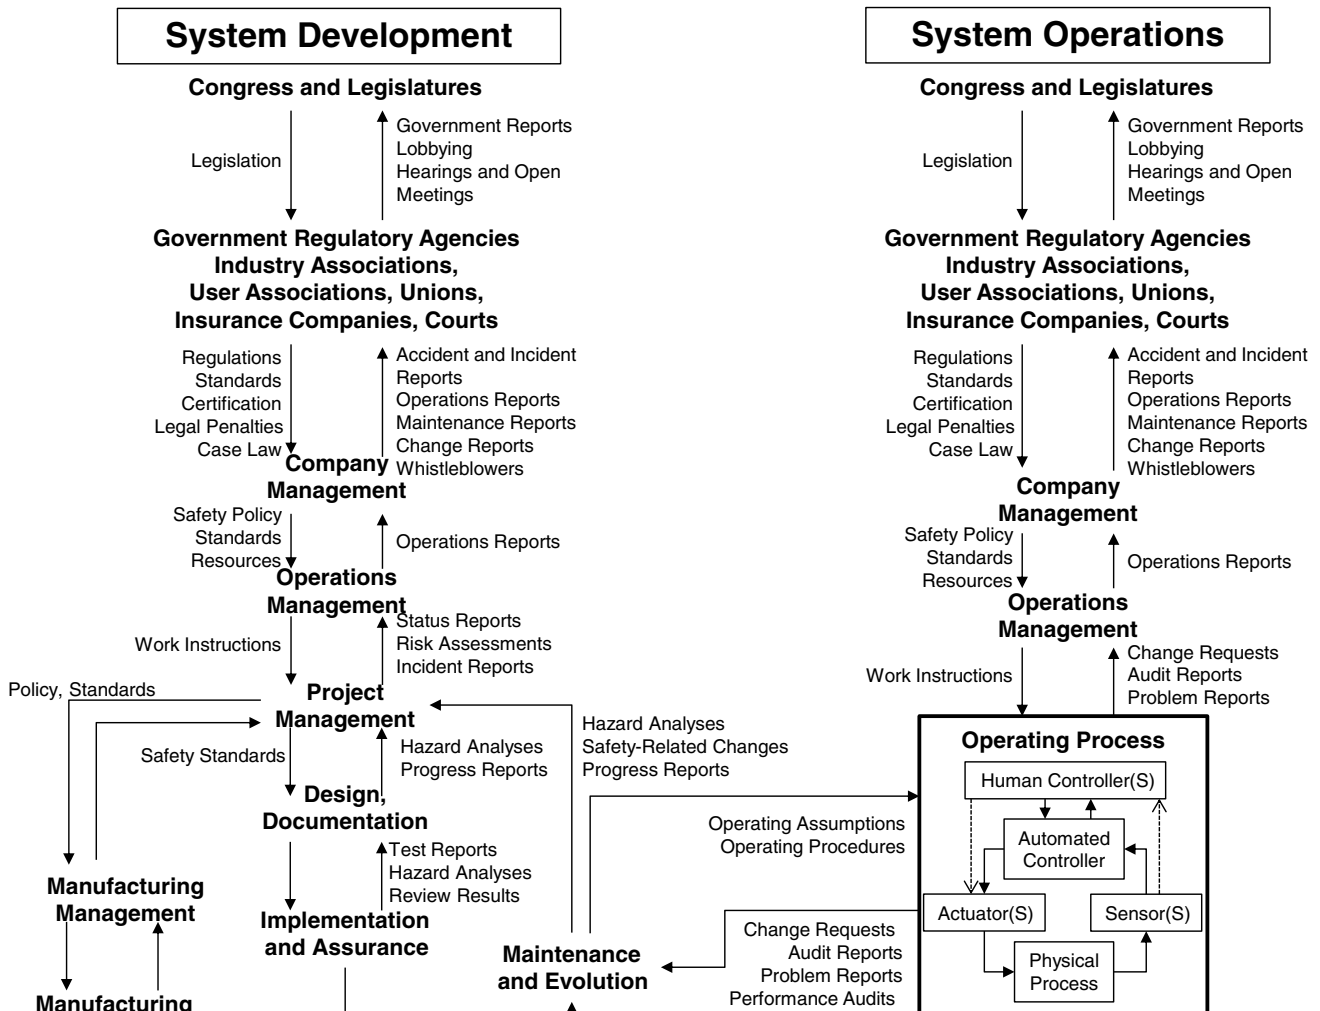 System Development
Congress and Legislatures
Legislation
Government Reports
Lobbying
Hearings and Open
Meetings
Government Regulatory Agencies
Industry Associations,
User Associations, Unions,
Insurance Companies, Courts
Regulations
Standards
Certification
Legal Penalties
Case Law
Accident and Incident
Reports
Operations Reports
Maintenance Reports
Change Reports
Whistleblowers
Company
Management
Safety Policy
Standards
Resources
Operations Reports
Operations
Management
Work Instructions
Status Reports
Risk Assessments
Incident Reports
Policy, Standards
Project
Management
Safety Standards
Hazard Analyses
Progress Reports
Hazard Analyses
Safety-Related Changes
Progress Reports
Design,
Documentation
Test Reports
Hazard Analyses
Review Results
Manufacturing
Management
Implementation
and Assurance
Maintenance
and Evolution
Manufacturing
Operating Assumptions
Operating Procedures
Change Requests
Audit Reports
Problem Reports
Performance Audits
System Operations
Congress and Legislatures
Legislation
Government Reports
Lobbying
Hearings and Open
Meetings
Government Regulatory Agencies
Industry Associations,
User Associations, Unions,
Insurance Companies, Courts
Regulations
Standards
Certification
Legal Penalties
Case Law
Accident and Incident
Reports
Operations Reports
Maintenance Reports
Change Reports
Whistleblowers
Company
Management
Safety Policy
Standards
Resources
Operations Reports
Operations
Management
Work Instructions
Change Requests
Audit Reports
Problem Reports
Operating Process
Human Controller(S)
Automated
Controller
Actuator(S)
Sensor(S)
Physical
Process